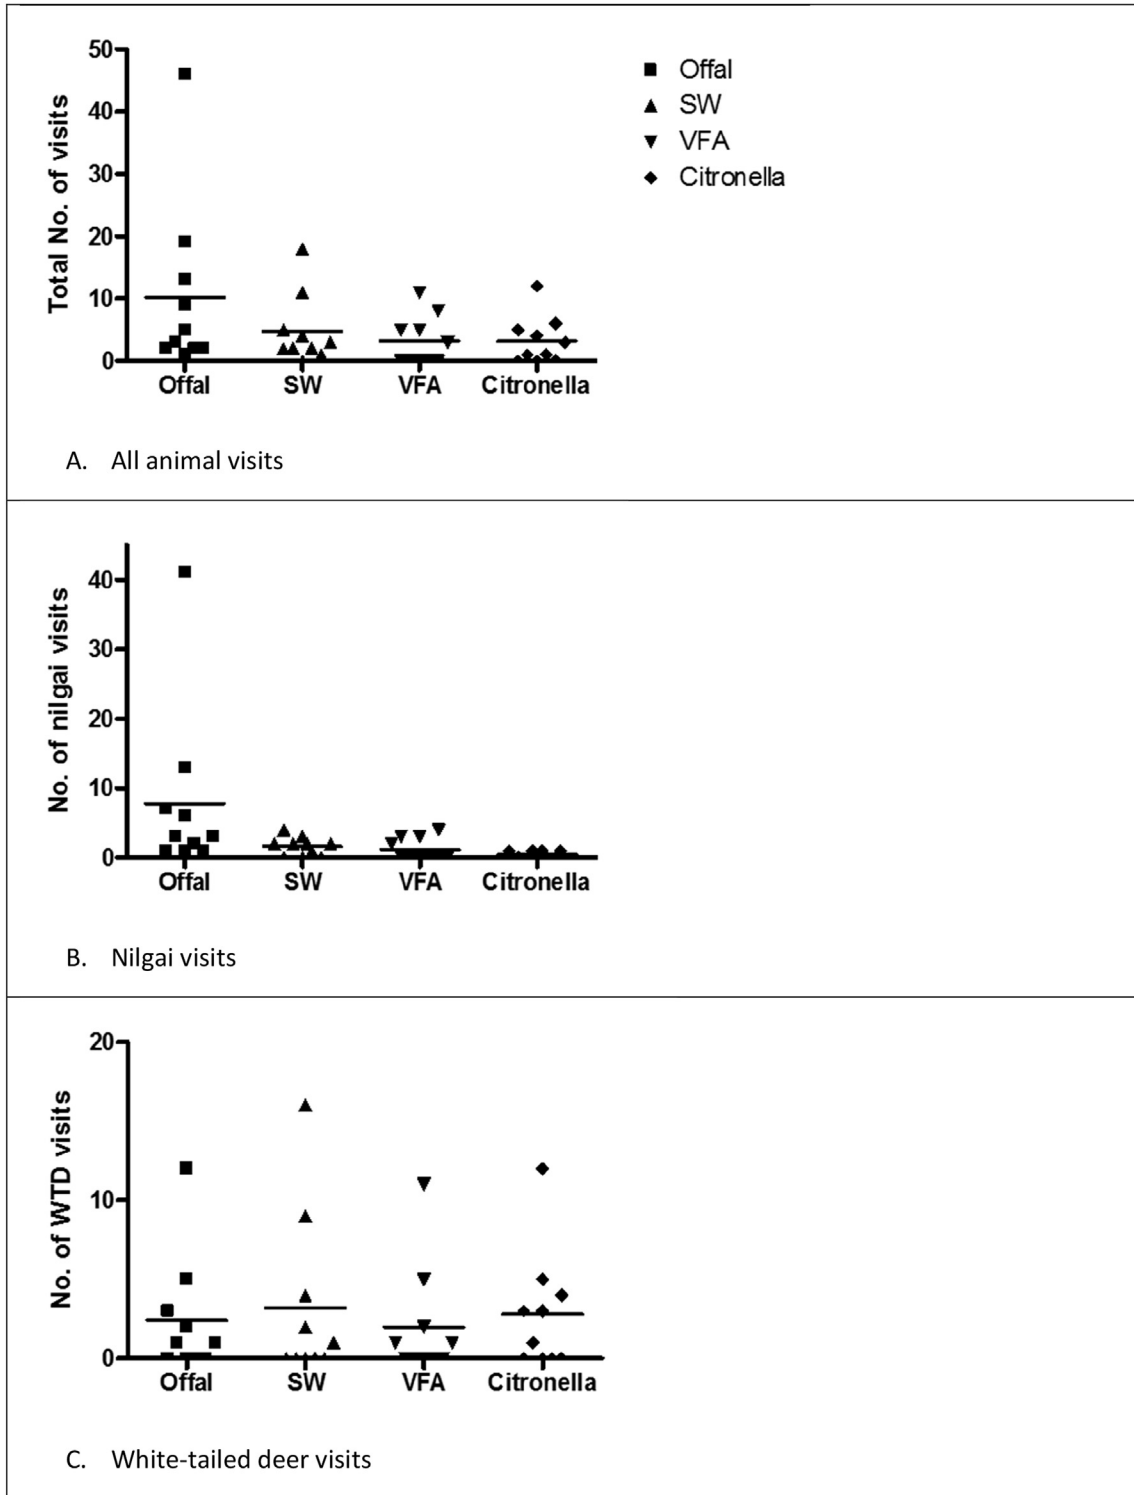 Total No. of visits
50
40
30
20
10
0
Offal SW VFA Citronella
Offal
SW
VFA
Citronella
A. All animal visits
No. of nilgai visits
40
30
20
10
0
Offal SW VFA Citronella
B. Nilgai visits
No. of WTD visits
20
10
0
Offal SW VFA Citronella
C. White-tailed deer visits